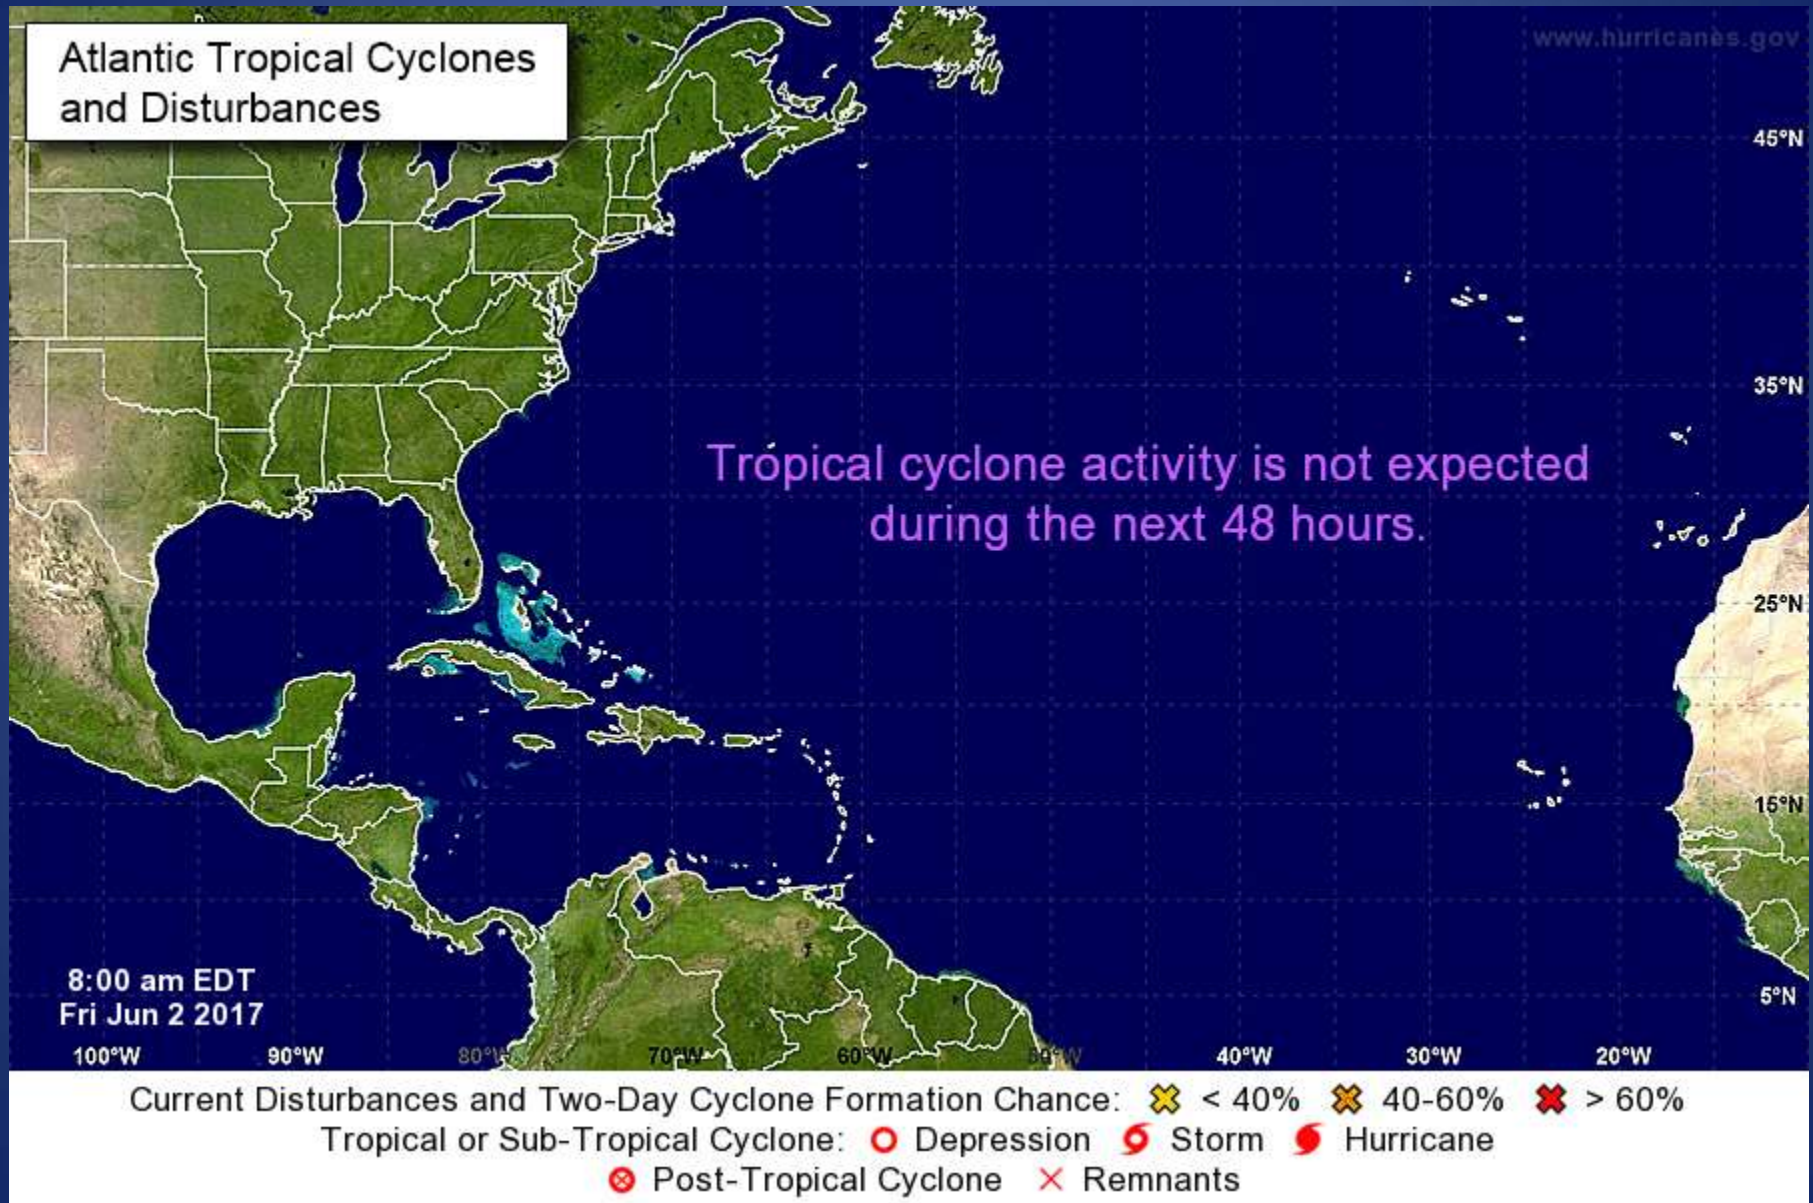 Atlantic Tropical Cyclones
and Disturbances
www.hurricanes.gov
45°N
35°N
Tropical cyclone activity is not expected
during the next 48 hours.
25°N
15°N
8:00 am EDT
Fri Jun 2 2017
5°N
100°W 90°W 80°W 70°W 60°W 50°W 40°W 30°W 20°W
Current Disturbances and Two-Day Cyclone Formation Chance: < 40% 40-60% > 60%
Tropical or Sub-Tropical Cyclone: Depression Storm Hurricane
Post-Tropical Cyclone Remnants